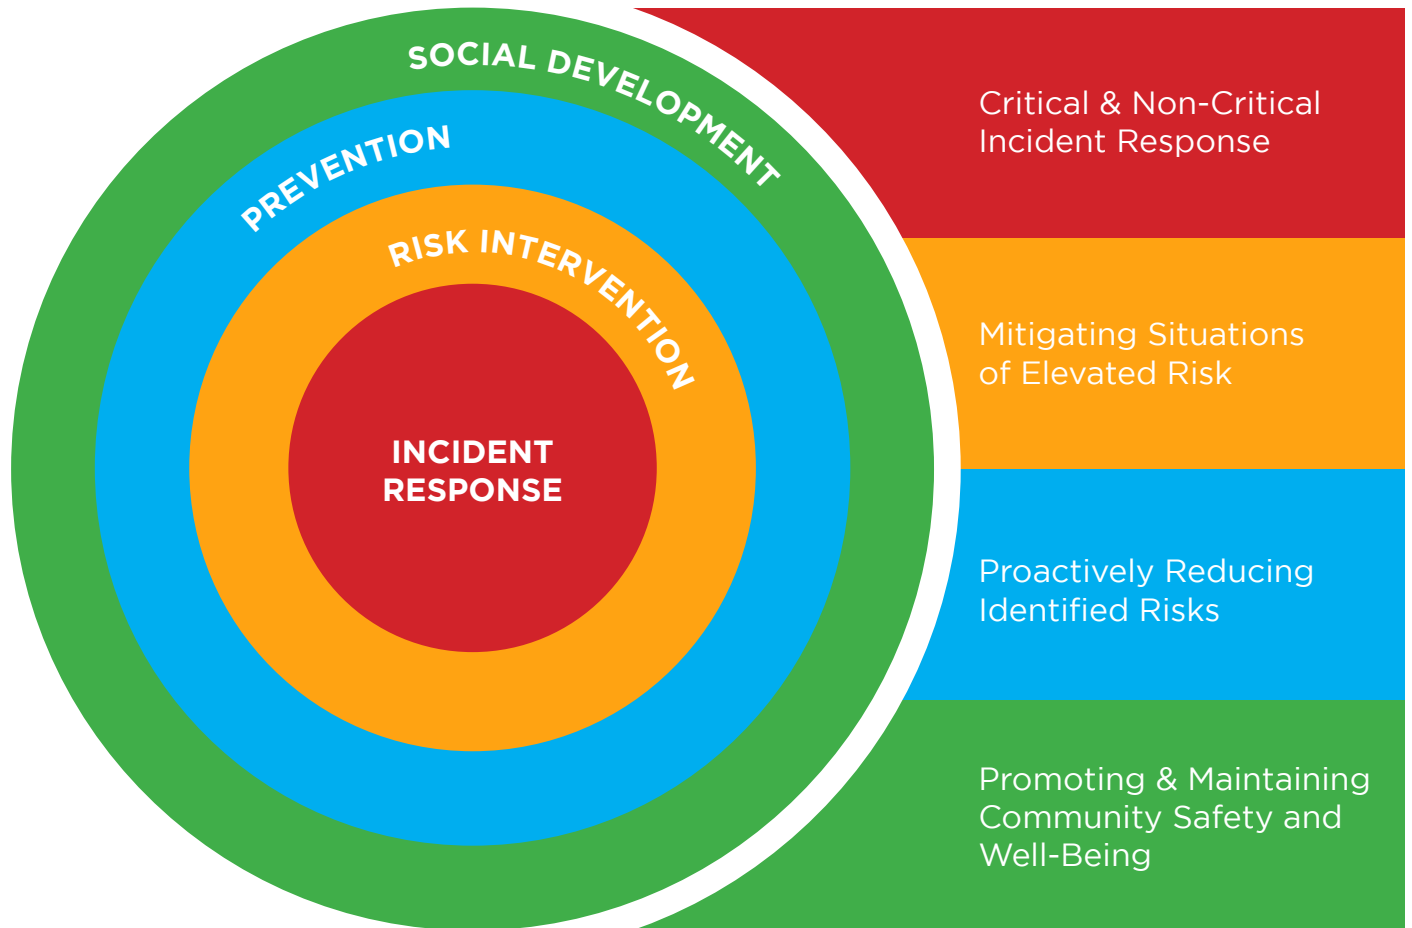 SOCIAL DEVELOPMENT
PREVENTION
RISK INTERVENTION
INCIDENT
RESPONSE
Critical & Non-Critical
Incident Response
Mitigating Situations
of Elevated Risk
Proactively Reducing
Identified Risks
Promoting & Maintaining
Community Safety and
Well-Being